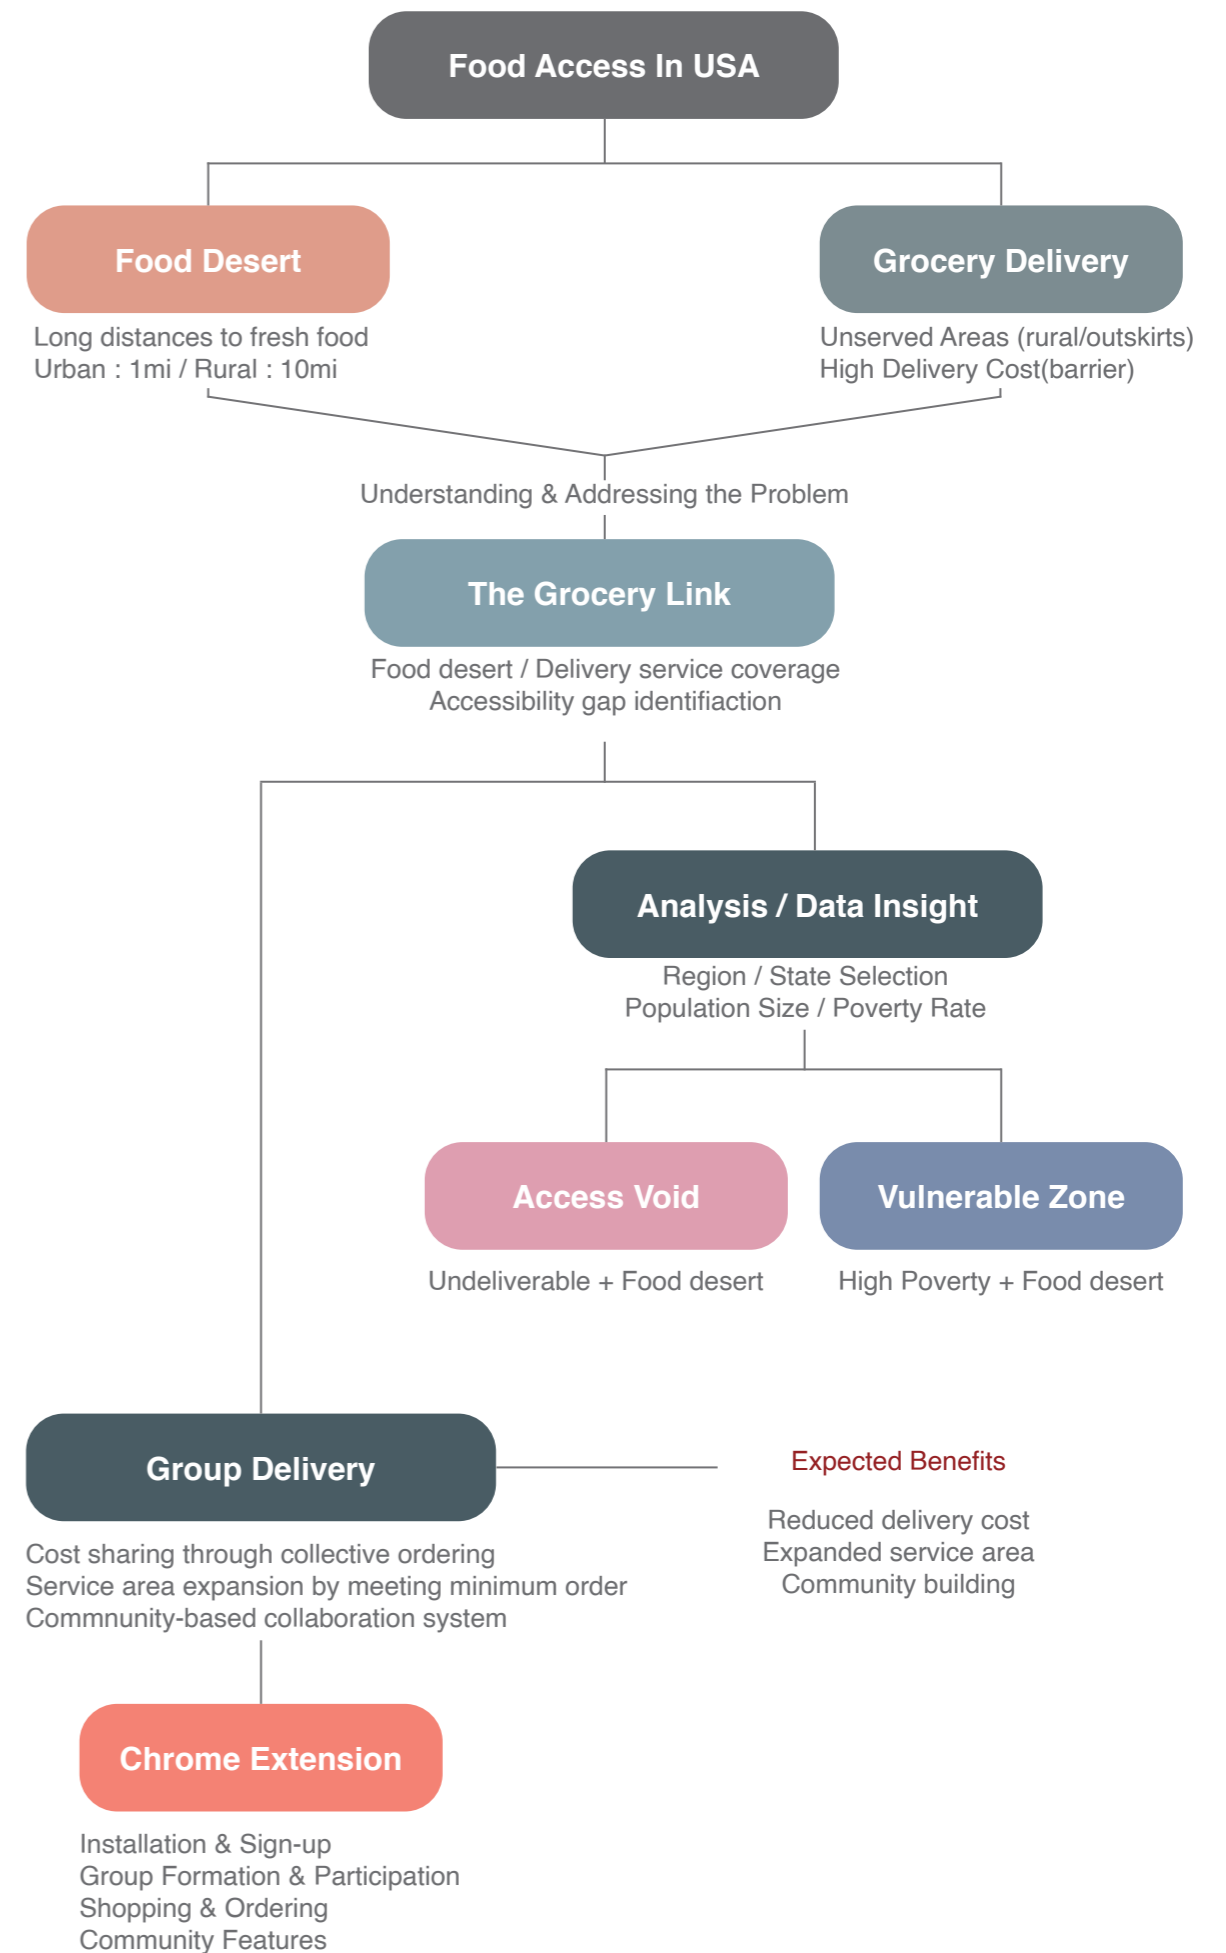 Food Access In USA
Food Desert
Grocery Delivery
Long distances to fresh food
Urban : 1mi / Rural : 10mi
Unserved Areas (rural/outskirts)
High Delivery Cost(barrier)
Understanding & Addressing the Problem
The Grocery Link
Food desert / Delivery service coverage
Accessibility gap identifiaction
Analysis / Data Insight
Region / State Selection
Population Size / Poverty Rate
Access Void
Vulnerable Zone
Undeliverable + Food desert
High Poverty + Food desert
Group Delivery
Expected Benefits
Reduced delivery cost
Expanded service area
Community building
Cost sharing through collective ordering
Service area expansion by meeting minimum order
Commnunity-based collaboration system
Chrome Extension
Installation & Sign-up
Group Formation & Participation
Shopping & Ordering
Community Features